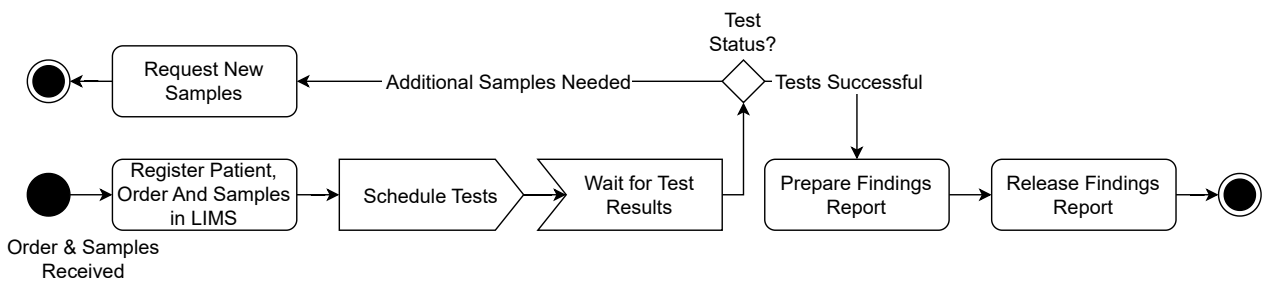 Test
Status?
Request New
Samples
Additional Samples Needed
Tests Successful
Register Patient,
Order And Samples
in LIMS
Schedule Tests
Wait for Test
Results
Prepare Findings
Report
Release Findings
Report
Order & Samples
Received